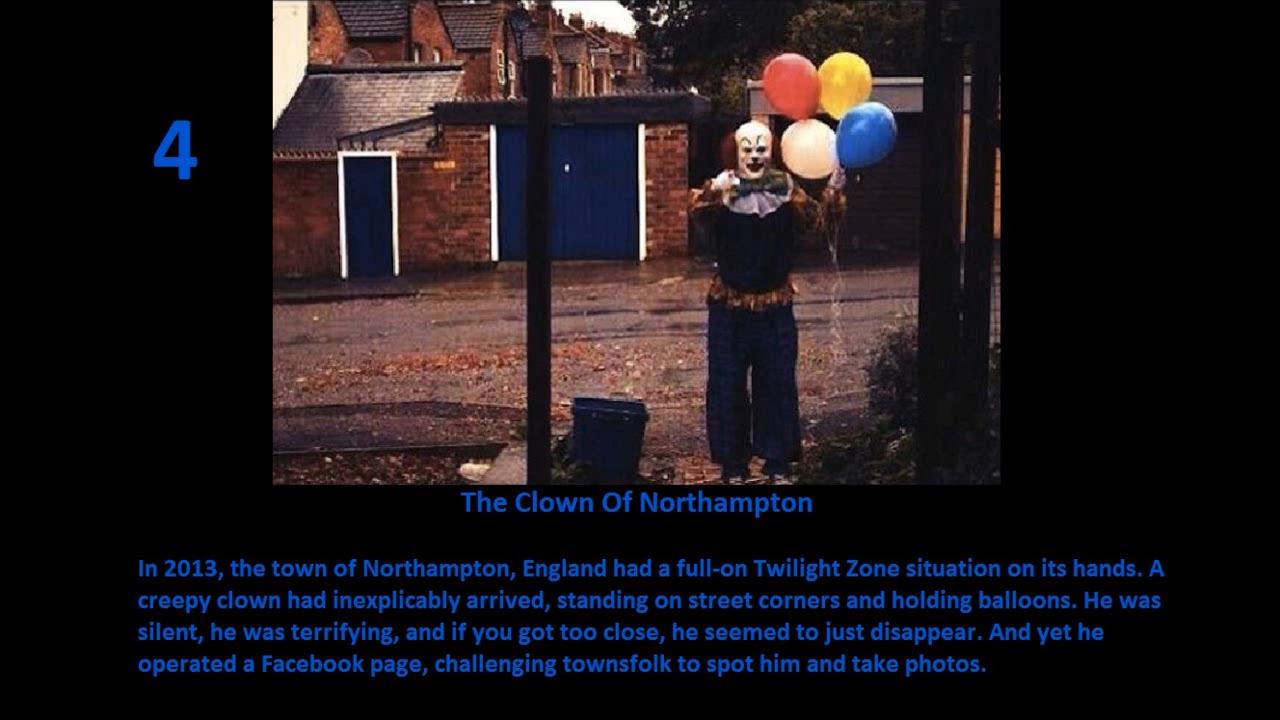 4
The Clown Of Northampton
In 2013, the town of Northampton, England had a full-on Twilight Zone situation on its hands. A
creepy clown had inexplicably arrived, standing on street corners and holding balloons. He was
silent, he was terrifying, and if you got too close, he seemed to just disappear. And yet he
operated a Facebook page, challenging townsfolk to spot him and take photos.